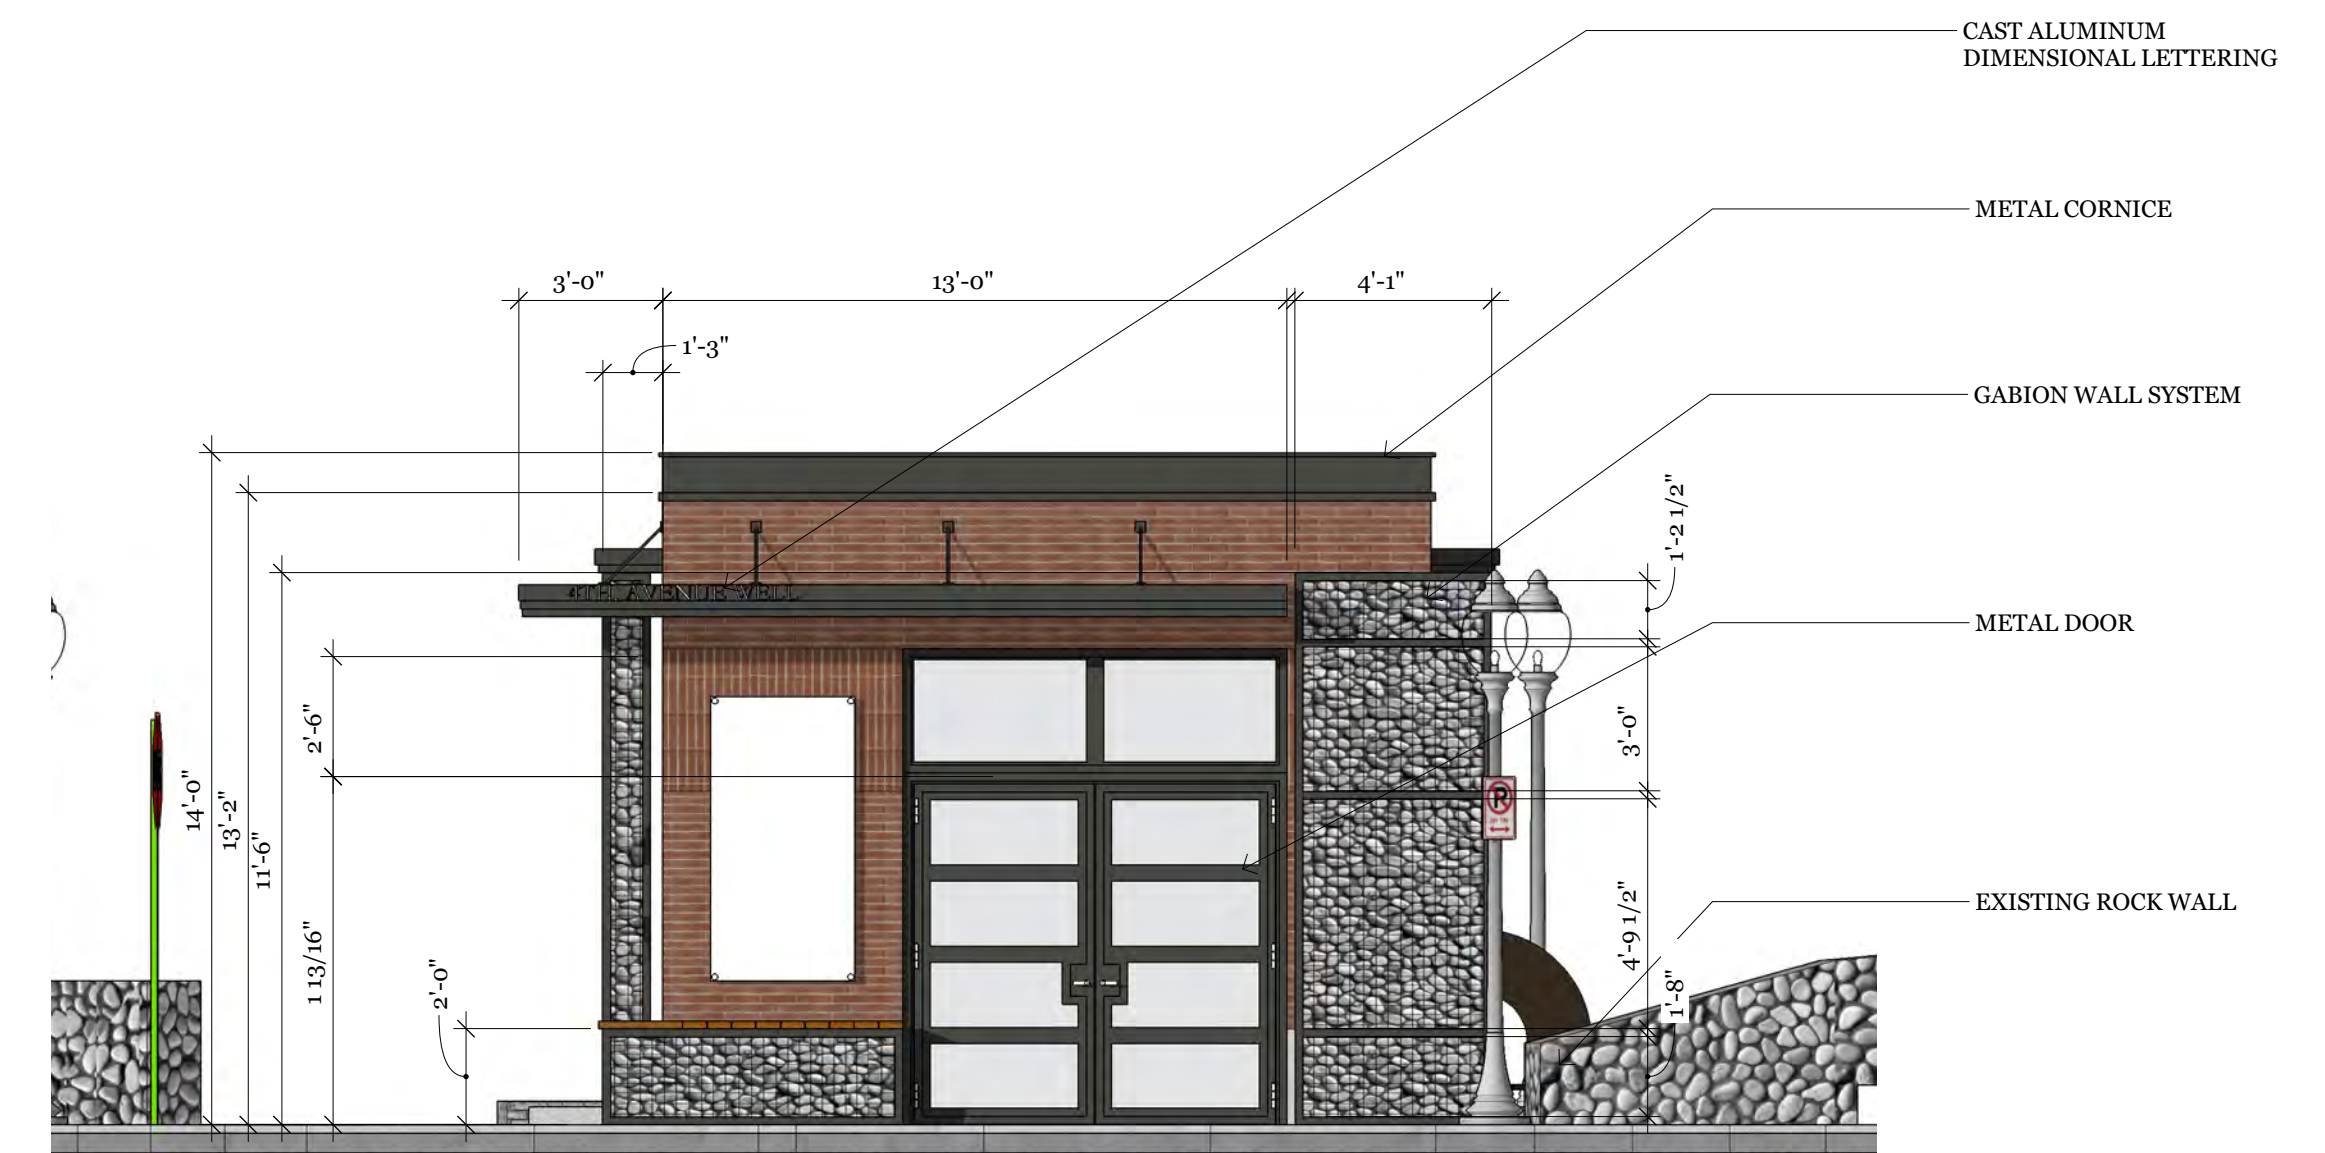 CAST ALUMINUM
DIMENSIONAL LETTERING
METAL CORNICE
3'-0"
13'-0"
4'-1"
1'-3"
GABION WALL SYSTEM
1'-2 1/2"
4TH. AVENUE WELL
METAL DOOR
2'-6"
3'-0"
14'-0"
13'-2"
11'-6"
P
EXISTING ROCK WALL
1 13/16"
4'-9 1/2"
2'-0"
1'-8"